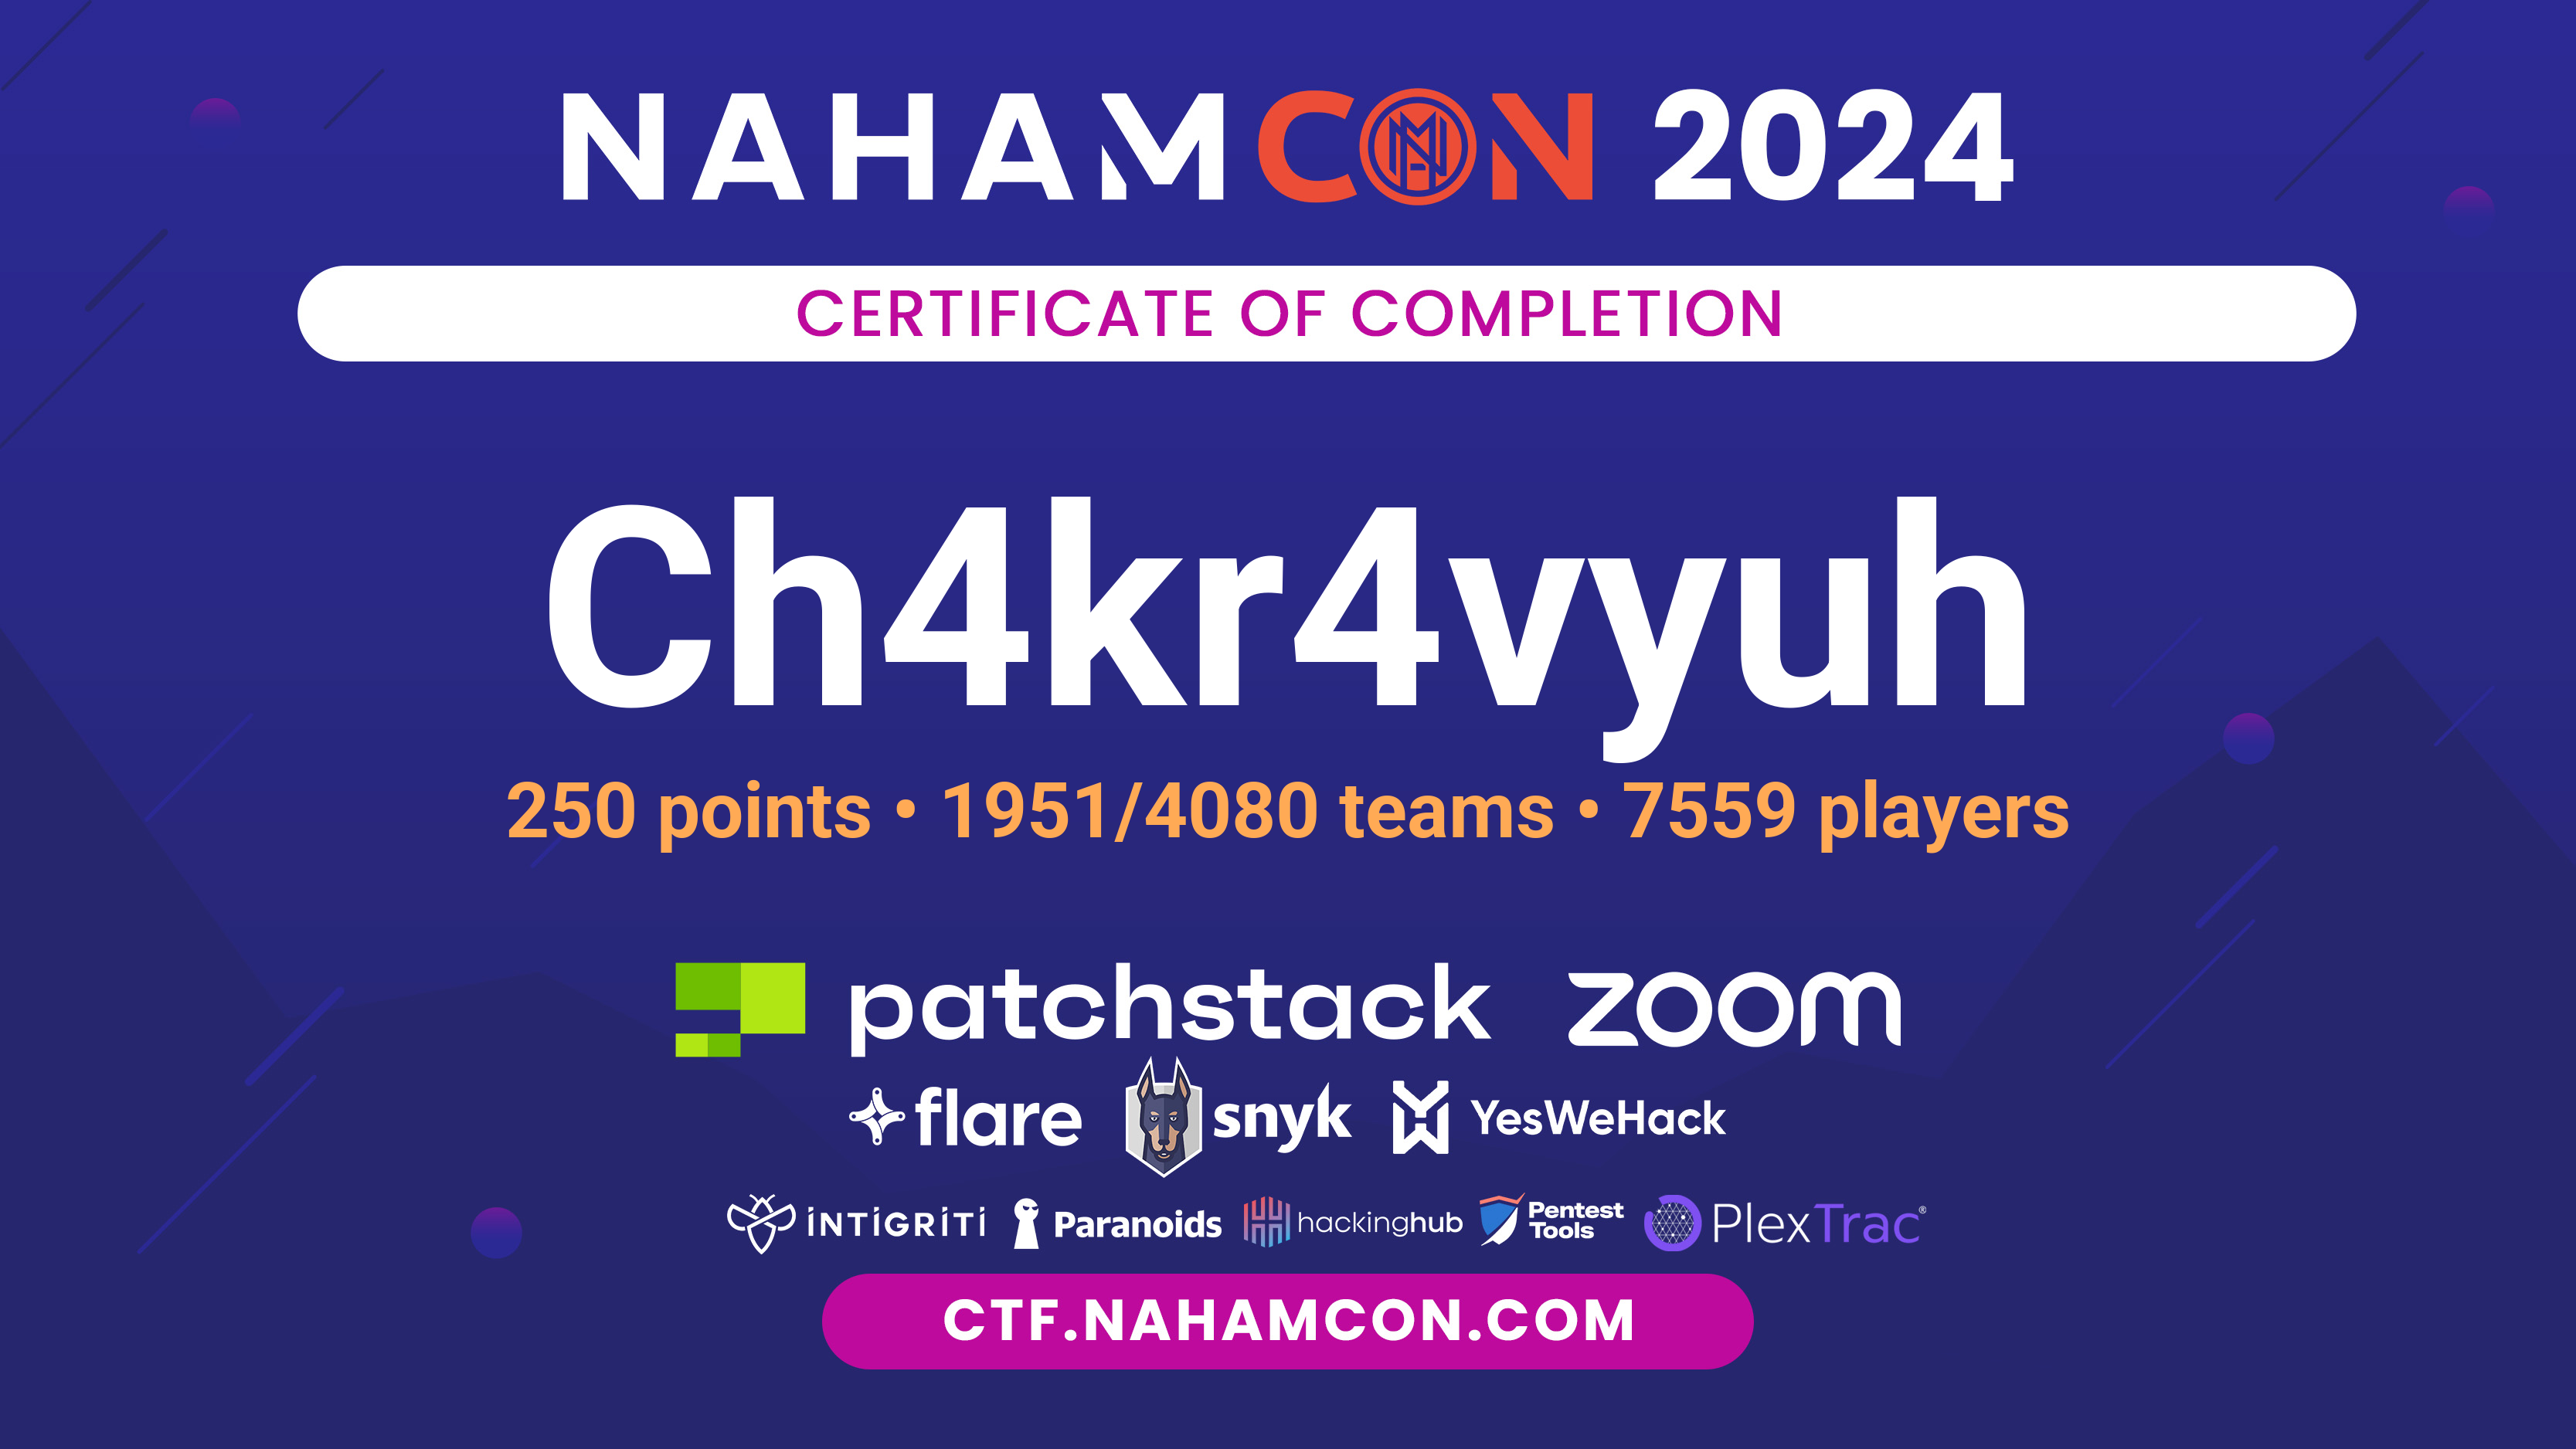 NAHAMCON 2024
CERTIFICATE OF COMPLETION
Ch4kr4vyuh
250 points • 1951/4080 teams • 7559 players
patchstack zoom
flare snyk YesWeHack
INTIGRITI Paranoids hackinghub Pentest Tools PlexTrac®
CTF.NAHAMCON.COM